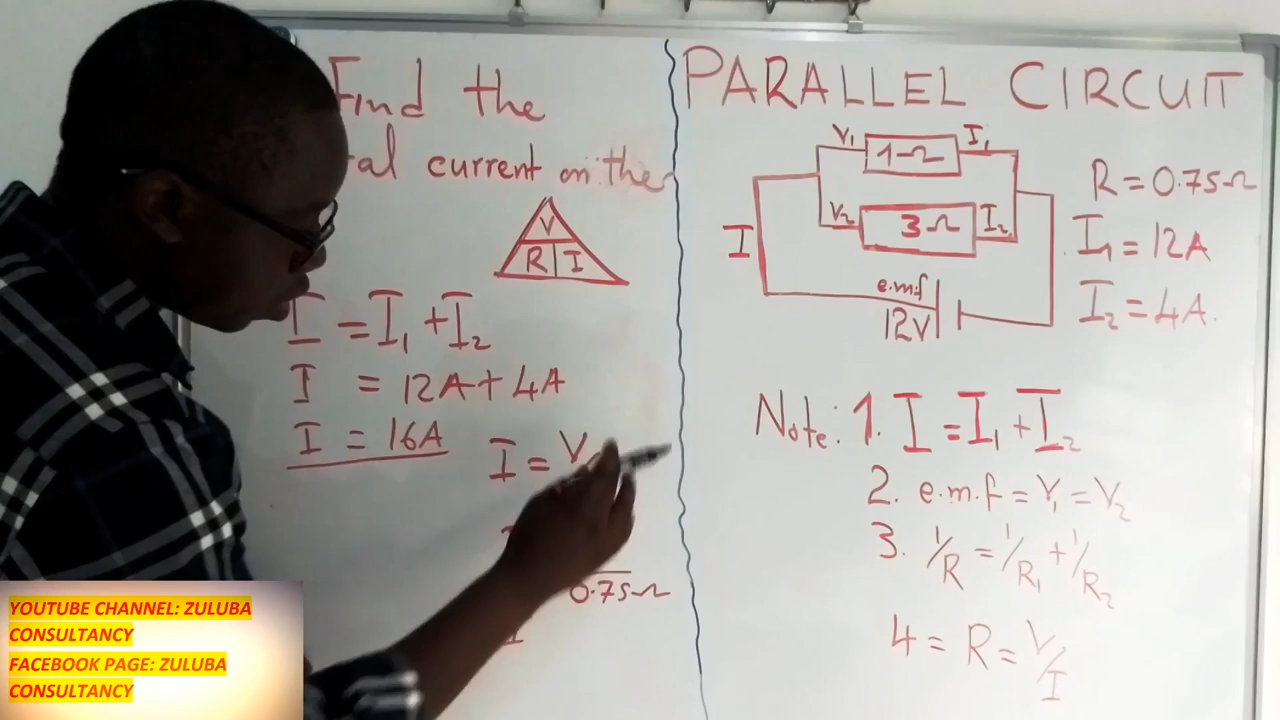 Find the
al current on the
V
R I
I = I₁ + I₂
I = 12A + 4A
I = 16A
I = V
0.75Ω
I
PARALLEL CIRCUIT
V₁ 1Ω I₁
V₂ 3Ω I₂
I
e.m.f
12V
R = 0.75Ω
I₁ = 12A
I₂ = 4A.
Note: 1. I = I₁ + I₂
2. e.m.f = V₁ = V₂
3. 1/R = 1/R₁ + 1/R₂
4 = R = V/I
YOUTUBE CHANNEL: ZULUBA
CONSULTANCY
FACEBOOK PAGE: ZULUBA
CONSULTANCY